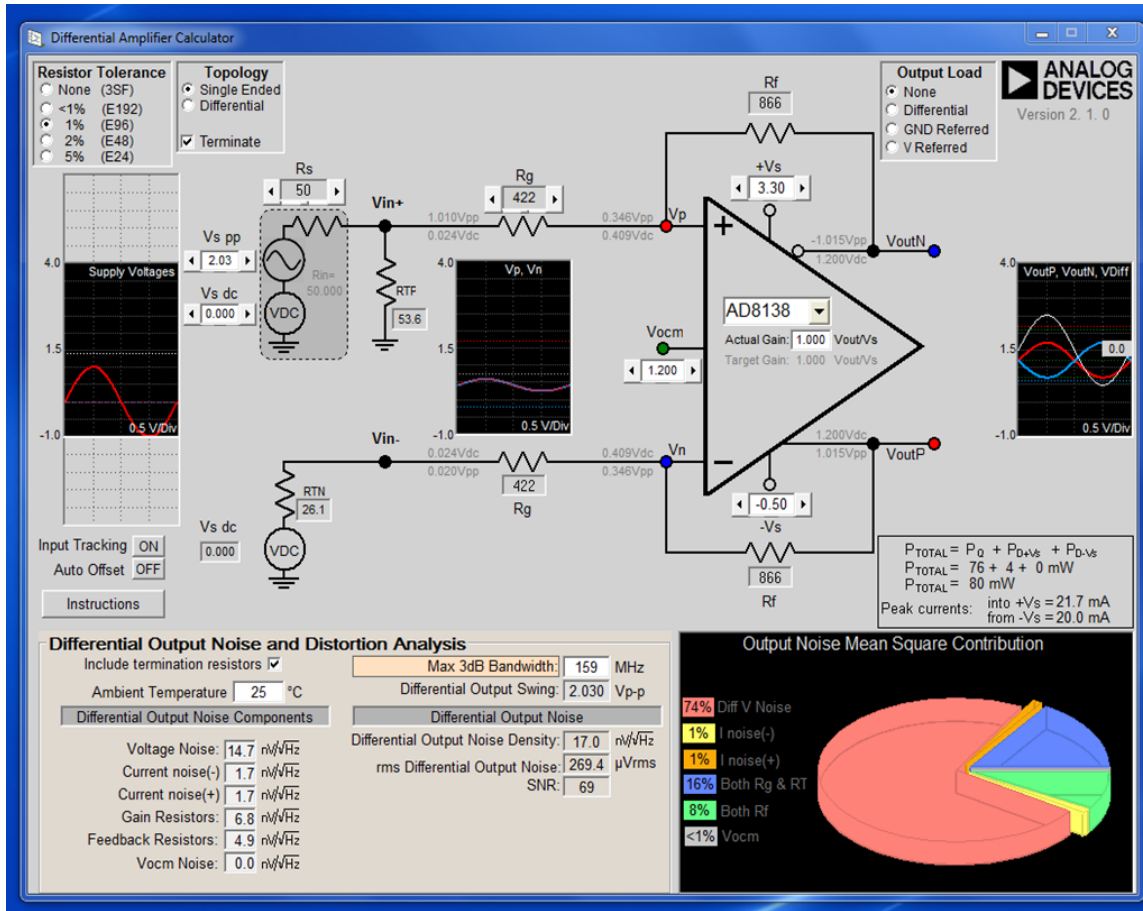 Differential Amplifier Calculator
Resistor Tolerance
None (3SF)
<1% (E192)
1% (E96)
2% (E48)
5% (E24)
Topology
Single Ended
Differential
Terminate
Output Load
None
Differential
GND Referred
V Referred
ANALOG
DEVICES
Version 2. 1. 0
Rf
866
Rs
50
Vin+
1.010Vpp
0.024Vdc
Rg
422
0.346Vpp
0.409Vdc
Vp
+Vs
3.30
-1.015Vpp
1.200Vdc
VoutN
Vs pp
2.03
Vs dc
0.000
Rin=
50.000
VDC
RTP
53.6
4.0
Supply Voltages
1.5
-1.0
0.5 V/Div
4.0
Vp, Vn
1.5
-1.0
0.5 V/Div
Vocm
1.200
+
AD8138
Actual Gain: 1.000 Vout/Vs
Target Gain: 1.000 Vout/Vs
−
4.0
VoutP, VoutN, VDiff
0.0
1.5
-1.0
0.5 V/Div
Vin-
0.024Vdc
0.020Vpp
422
Rg
0.409Vdc
0.346Vpp
Vn
1.200Vdc
1.015Vpp
VoutP
-0.50
-Vs
RTN
26.1
Vs dc
0.000
VDC
866
Rf
Input Tracking ON
Auto Offset OFF
Instructions
PTOTAL = PQ + PD+Vs + PD-Vs
PTOTAL = 76 + 4 + 0 mW
PTOTAL = 80 mW
Peak currents: into +Vs = 21.7 mA
from -Vs = 20.0 mA
Differential Output Noise and Distortion Analysis
Include termination resistors
Ambient Temperature 25 °C
Differential Output Noise Components
Voltage Noise: 14.7 nV/√Hz
Current noise(-) 1.7 nV/√Hz
Current noise(+) 1.7 nV/√Hz
Gain Resistors: 6.8 nV/√Hz
Feedback Resistors: 4.9 nV/√Hz
Vocm Noise: 0.0 nV/√Hz
Max 3dB Bandwidth: 159 MHz
Differential Output Swing: 2.030 Vp-p
Differential Output Noise
Differential Output Noise Density: 17.0 nV/√Hz
rms Differential Output Noise: 269.4 µVrms
SNR: 69
Output Noise Mean Square Contribution
74% Diff V Noise
1% I noise(-)
1% I noise(+)
16% Both Rg & RT
8% Both Rf
<1% Vocm